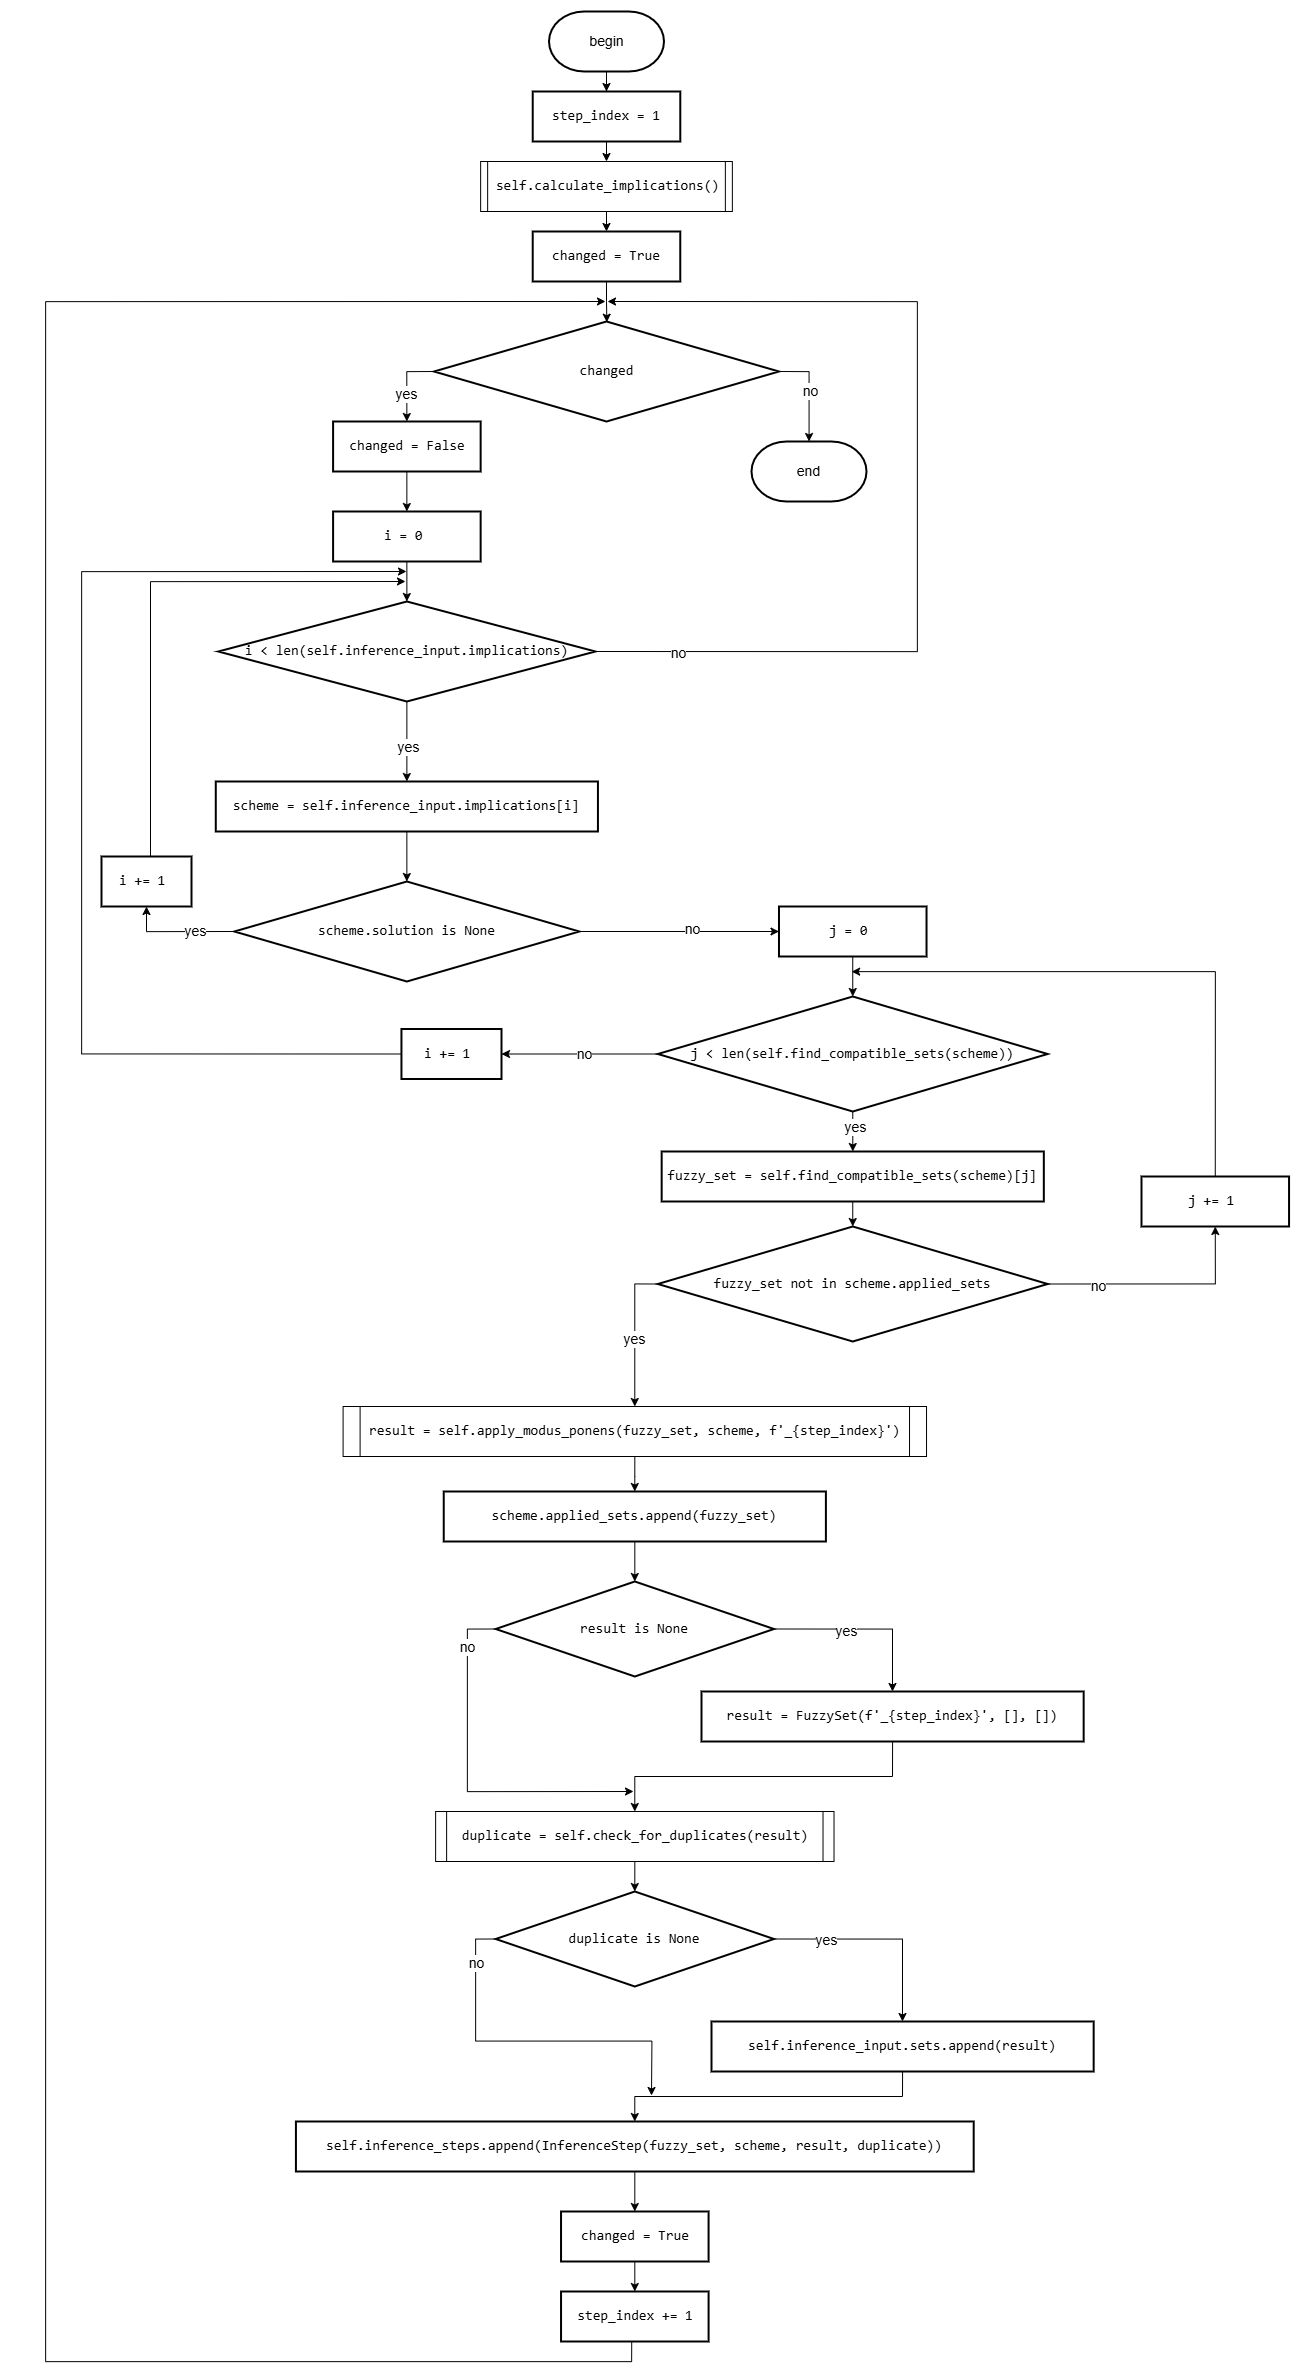 begin
step_index = 1
self.calculate_implications()
changed = True
changed
yes
no
changed = False
end
i = 0
i < len(self.inference_input.implications)
no
yes
scheme = self.inference_input.implications[i]
i += 1
yes
scheme.solution is None
no
j = 0
i += 1
no
j < len(self.find_compatible_sets(scheme))
yes
fuzzy_set = self.find_compatible_sets(scheme)[j]
j += 1
fuzzy_set not in scheme.applied_sets
no
yes
result = self.apply_modus_ponens(fuzzy_set, scheme, f'_{step_index}')
scheme.applied_sets.append(fuzzy_set)
result is None
yes
no
result = FuzzySet(f'_{step_index}', [], [])
duplicate = self.check_for_duplicates(result)
duplicate is None
yes
no
self.inference_input.sets.append(result)
self.inference_steps.append(InferenceStep(fuzzy_set, scheme, result, duplicate))
changed = True
step_index += 1